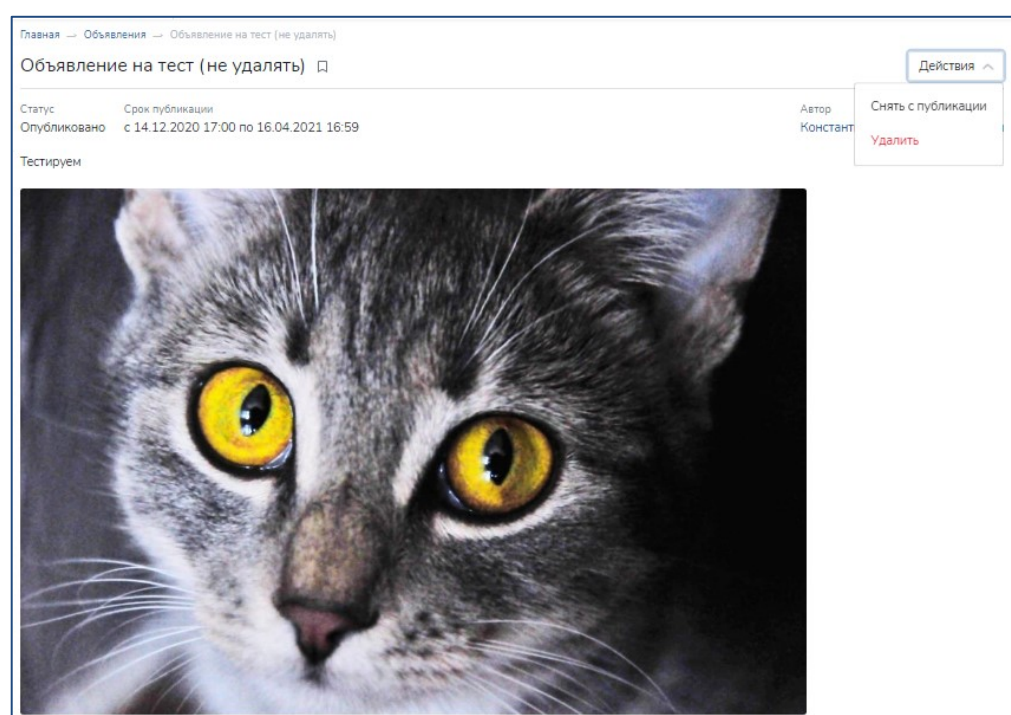 Главная → Объявления → Объявление на тест (не удалять)
Объявление на тест (не удалять)
Действия
Статус
Срок публикации
Автор
Снять с публикации
Опубликовано
с 14.12.2020 17:00 по 16.04.2021 16:59
Удалить
Тестируем